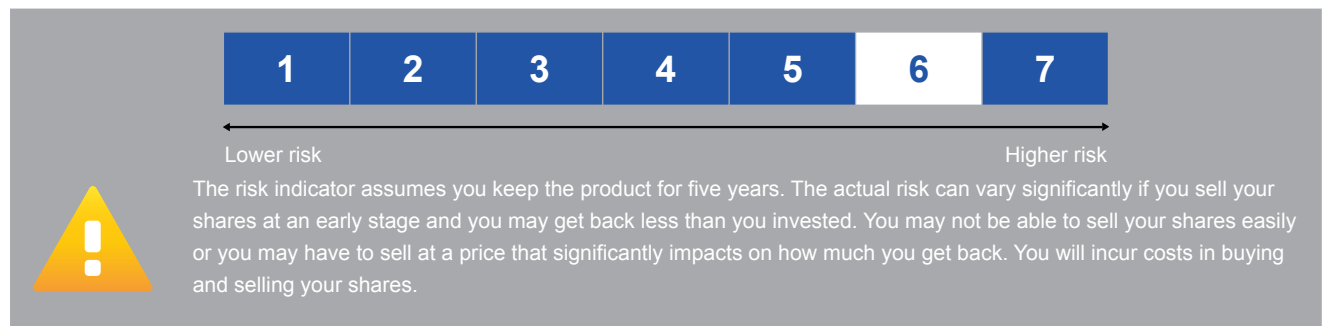 1 2 3 4 5 6 7
Lower risk Higher risk
The risk indicator assumes you keep the product for five years. The actual risk can vary significantly if you sell your
shares at an early stage and you may get back less than you invested. You may not be able to sell your shares easily
or you may have to sell at a price that significantly impacts on how much you get back. You will incur costs in buying
and selling your shares.